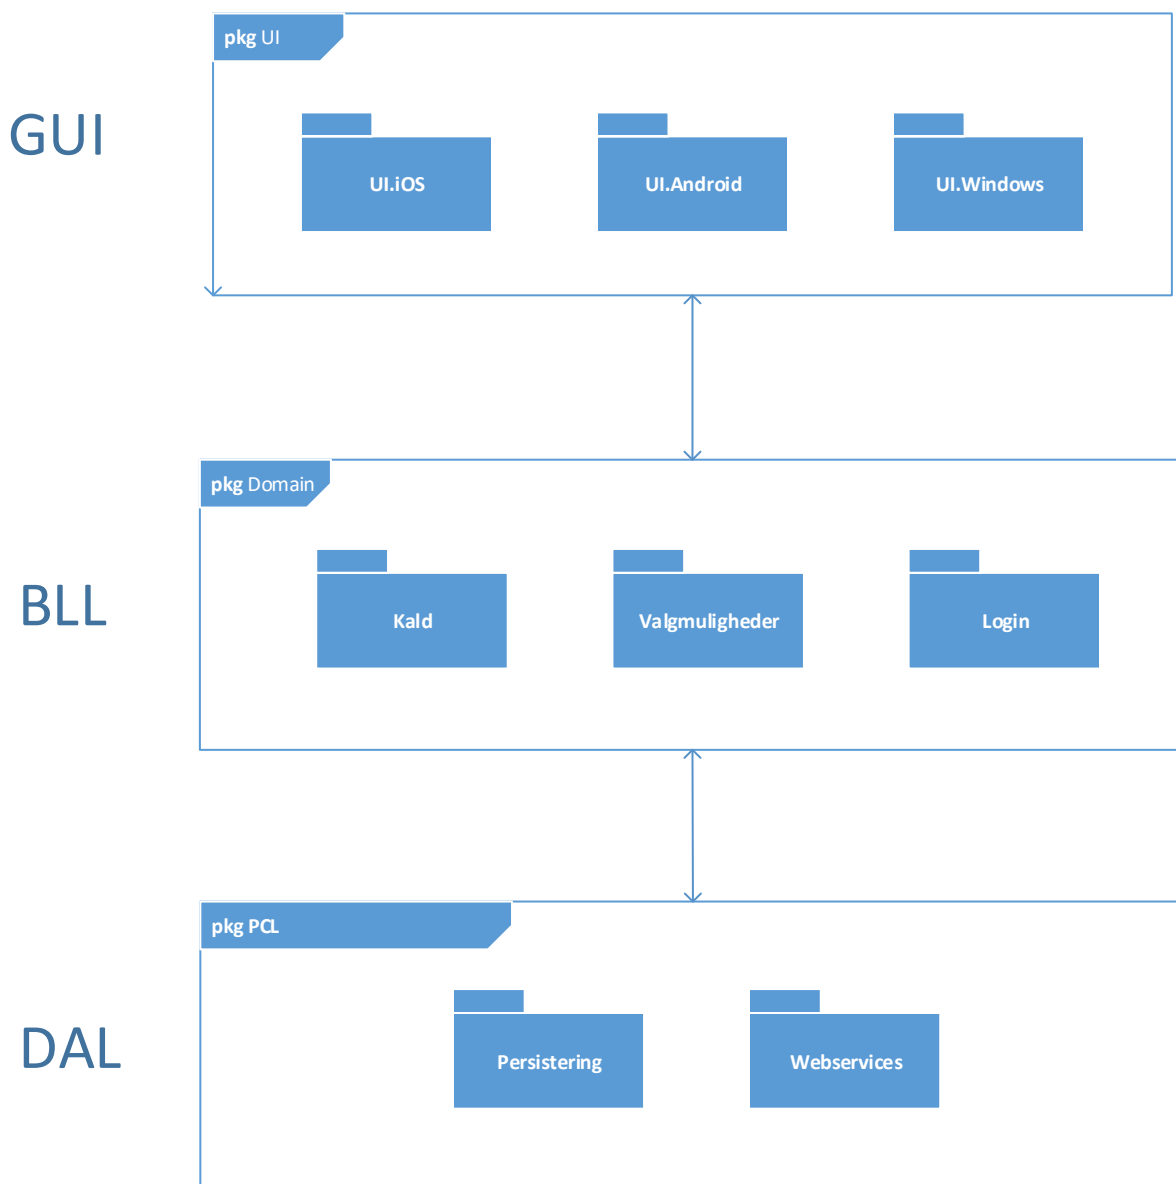 pkg UI
GUI
UI.iOS
UI.Android
UI.Windows
pkg Domain
BLL
Kald
Valgmuligheder
Login
pkg PCL
DAL
Persistering
Webservices